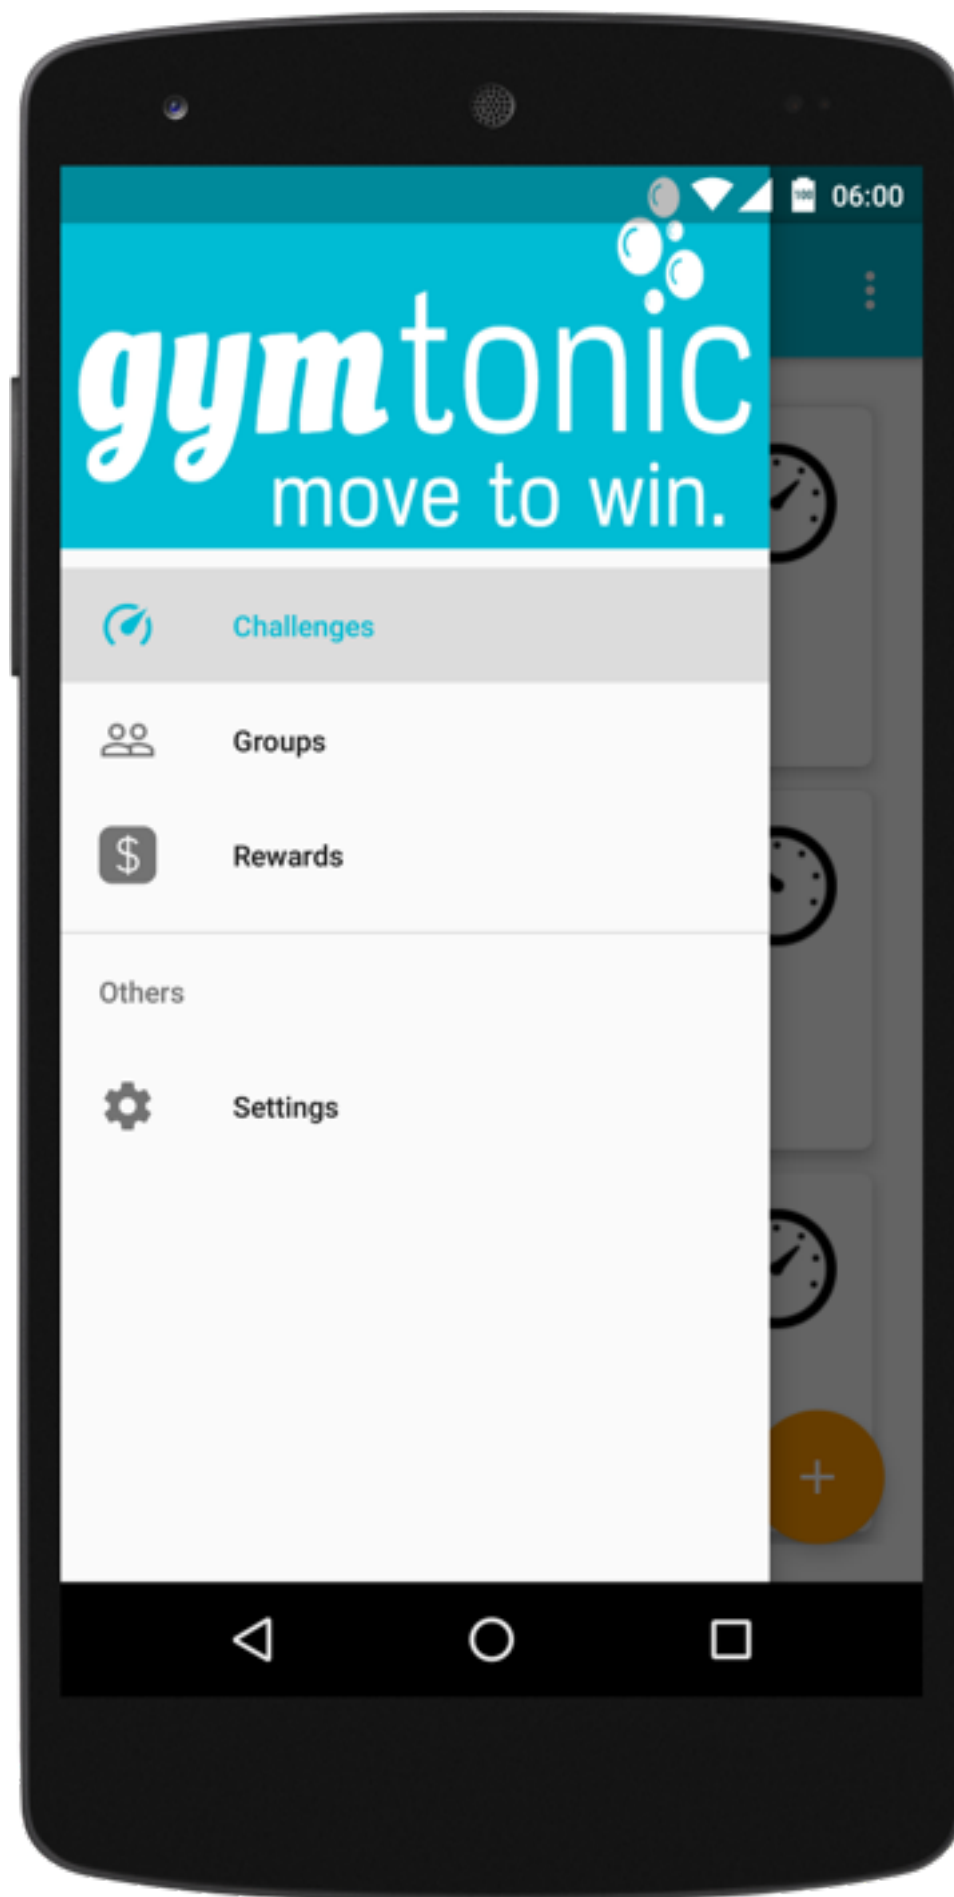 06:00
gymtonic
move to win.
Challenges
Groups
$
Rewards
Others
Settings